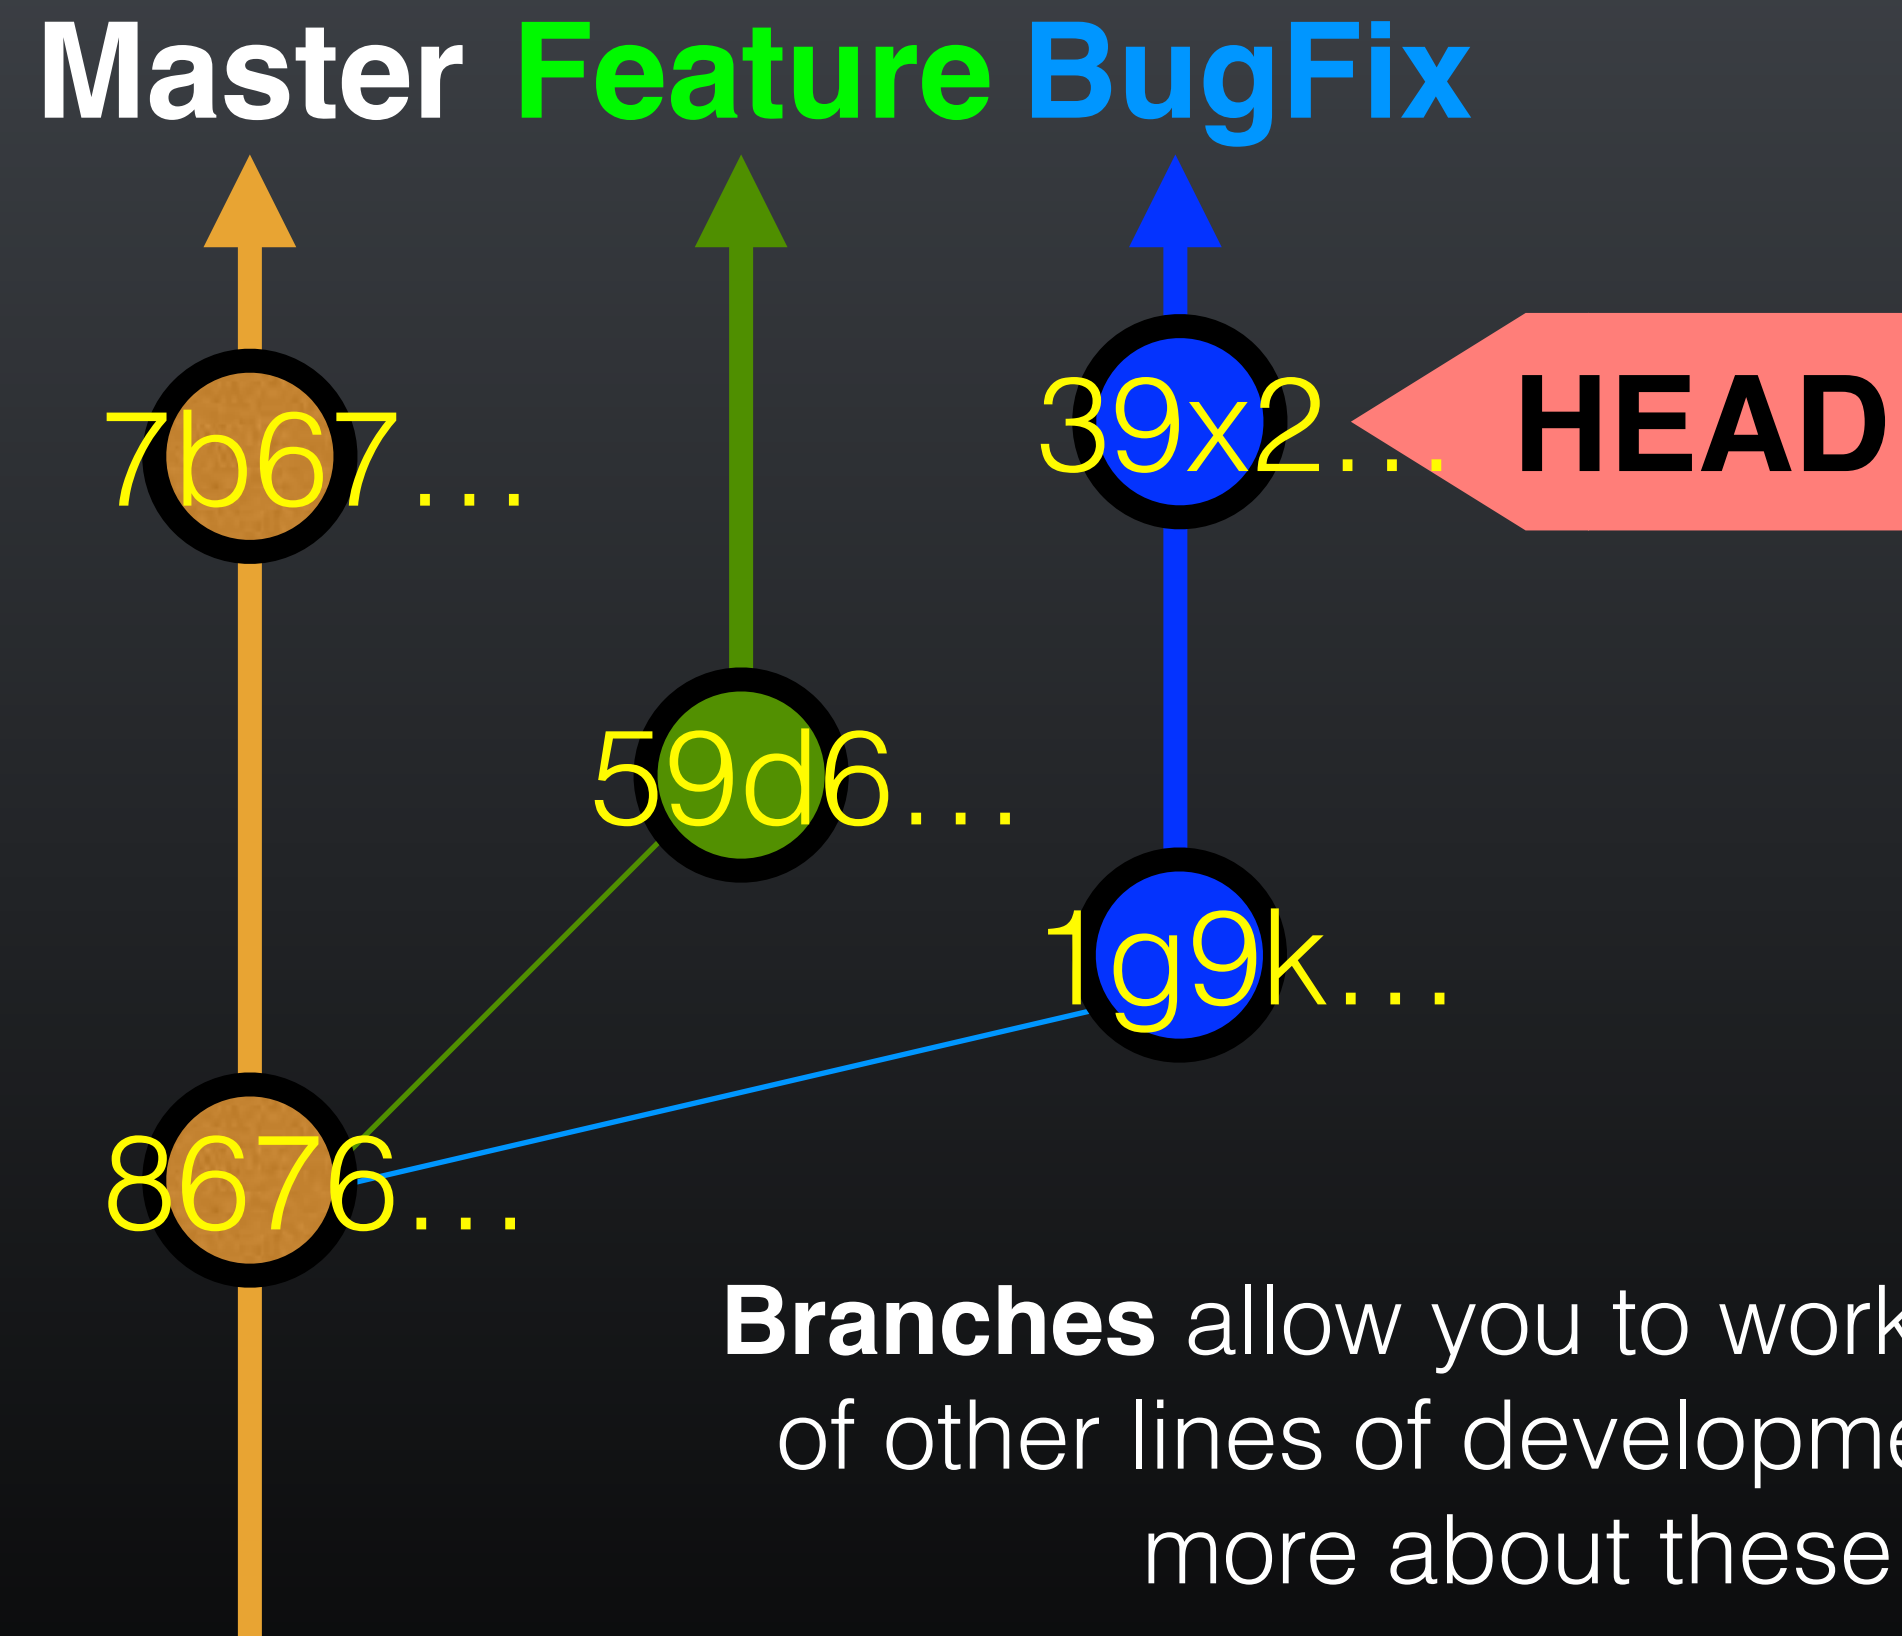 Master Feature BugFix
7b67...
39x2...
HEAD
59d6...
1g9k...
8676...
Branches allow you to work
of other lines of developme
more about these